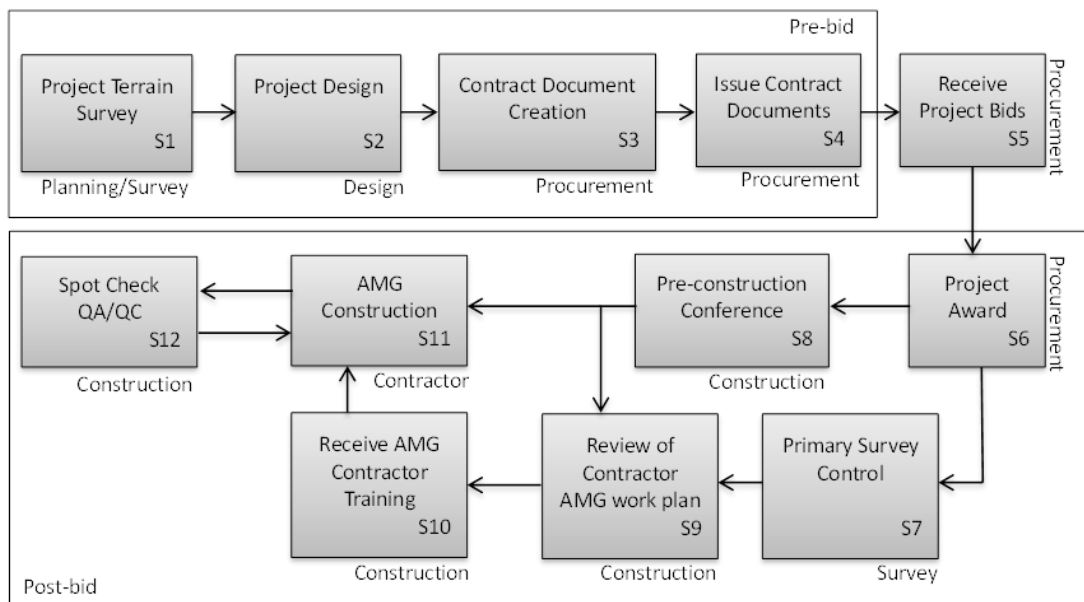 Pre-bid
Project Terrain
Survey
S1
Planning/Survey
Project Design
S2
Design
Contract Document
Creation
S3
Procurement
Issue Contract
Documents
S4
Procurement
Receive
Project Bids
S5
Procurement
Spot Check
QA/QC
S12
Construction
AMG
Construction
S11
Contractor
Pre-construction
Conference
S8
Construction
Project
Award
S6
Procurement
Receive AMG
Contractor
Training
S10
Construction
Review of
Contractor
AMG work plan
S9
Construction
Primary Survey
Control
S7
Survey
Post-bid